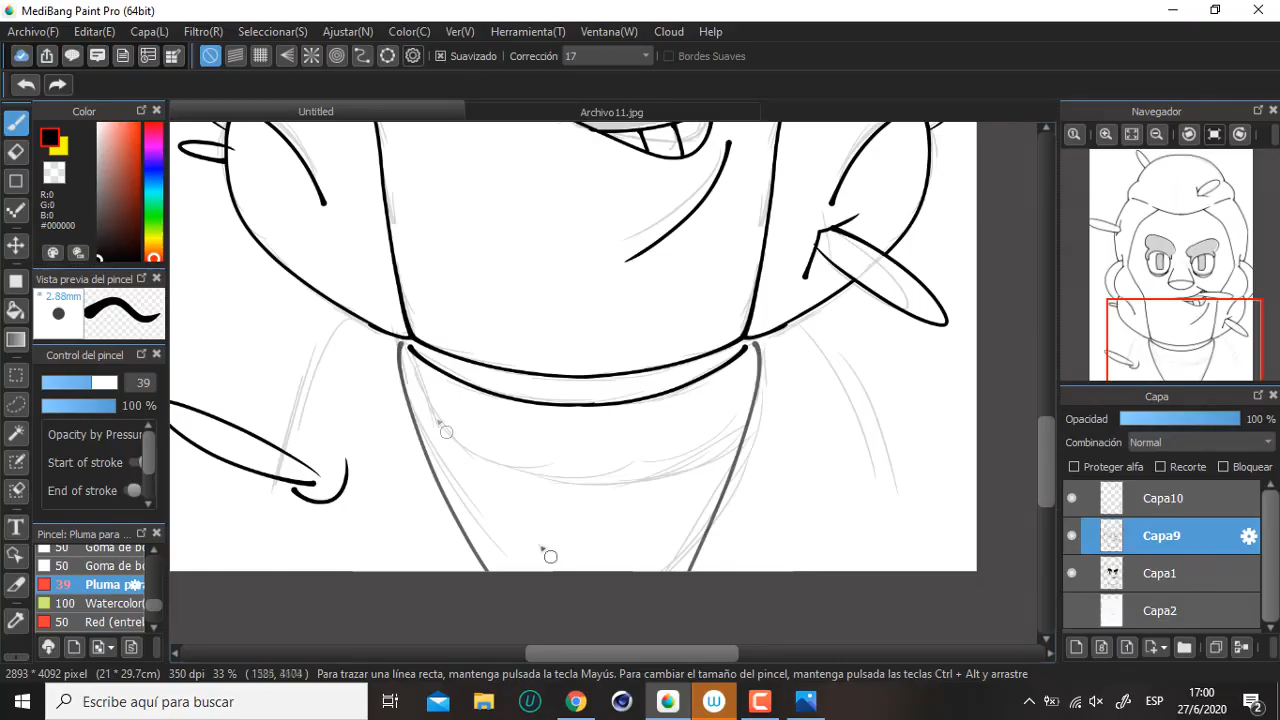 MediBang Paint Pro (64bit)
Archivo(F) Editar(E) Capa(L) Filtro(R) Seleccionar(S) Ajustar(N) Color(C) Ver(V) Herramienta(T) Ventana(W) Cloud Help
Suavizado Corrección 17 Bordes Suaves
Color Untitled Archivo11.jpg Navegador
R:0
G:0
B:0
#000000
Vista previa del pincel
* 2.88mm
Control del pincel
39
100 %
Opacity by Pressure
Start of stroke
End of stroke
Capa
Opacidad 100 %
Combinación Normal
Proteger alfa Recorte Bloquear
Capa10
Capa9
Capa1
Capa2
Pincel: Pluma para
50 Goma de bo
50 Goma de bo
39 Pluma para
100 Watercolor(
50 Red (entrel
2893 * 4092 pixel (21 * 29.7cm) 350 dpi 33 % Para trazar una línea recta, mantenga pulsada la tecla Mayús. Para cambiar el tamaño del pincel, mantenga pulsadas las teclas Ctrl + Alt y arrastre
Escribe aquí para buscar
ESP
17:00
27/6/2020
2